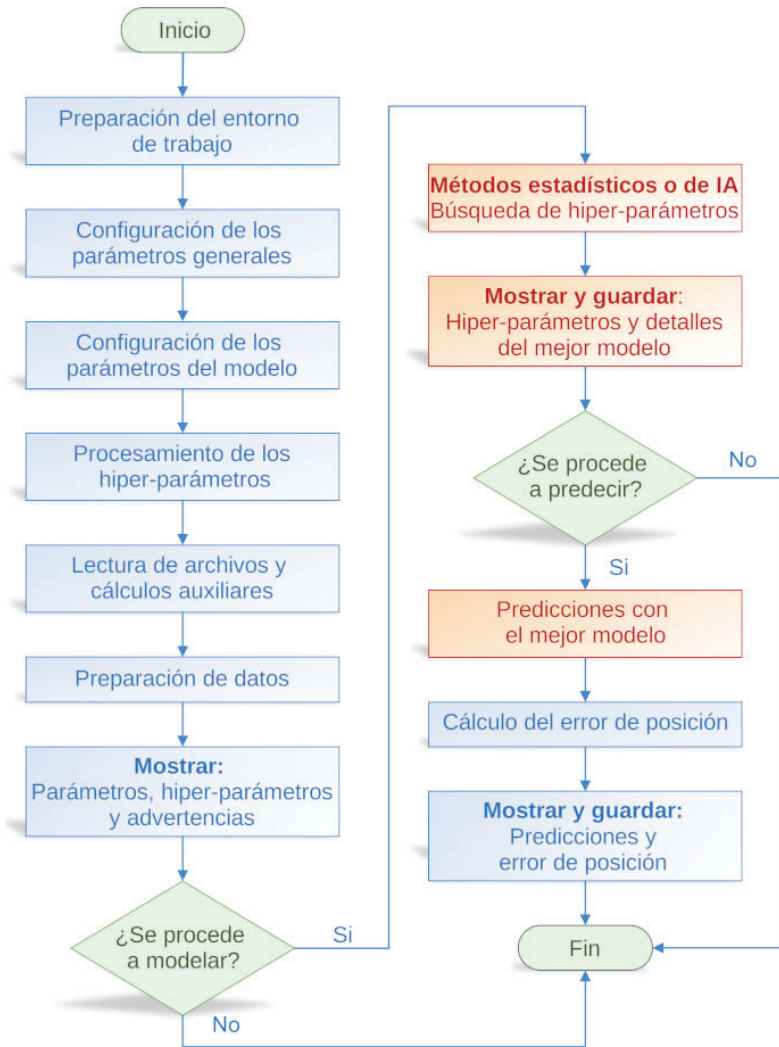 Inicio
Preparación del entorno
de trabajo
Configuración de los
parámetros generales
Configuración de los
parámetros del modelo
Procesamiento de los
hiper-parámetros
Lectura de archivos y
cálculos auxiliares
Preparación de datos
Mostrar:
Parámetros, hiper-parámetros
y advertencias
¿Se procede
a modelar?
Si
No
Métodos estadísticos o de IA
Búsqueda de hiper-parámetros
Mostrar y guardar:
Hiper-parámetros y detalles
del mejor modelo
¿Se procede
a predecir?
No
Si
Predicciones con
el mejor modelo
Cálculo del error de posición
Mostrar y guardar:
Predicciones y
error de posición
Fin